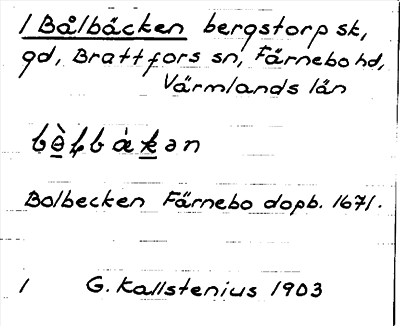 1 Bålbäcken bergstorp sk,
gd, Brattfors sn, Färnebo hd,
Värmlands län
Bolbecken Färnebo dopb. 1671.
1 G. Kallstenius 1903